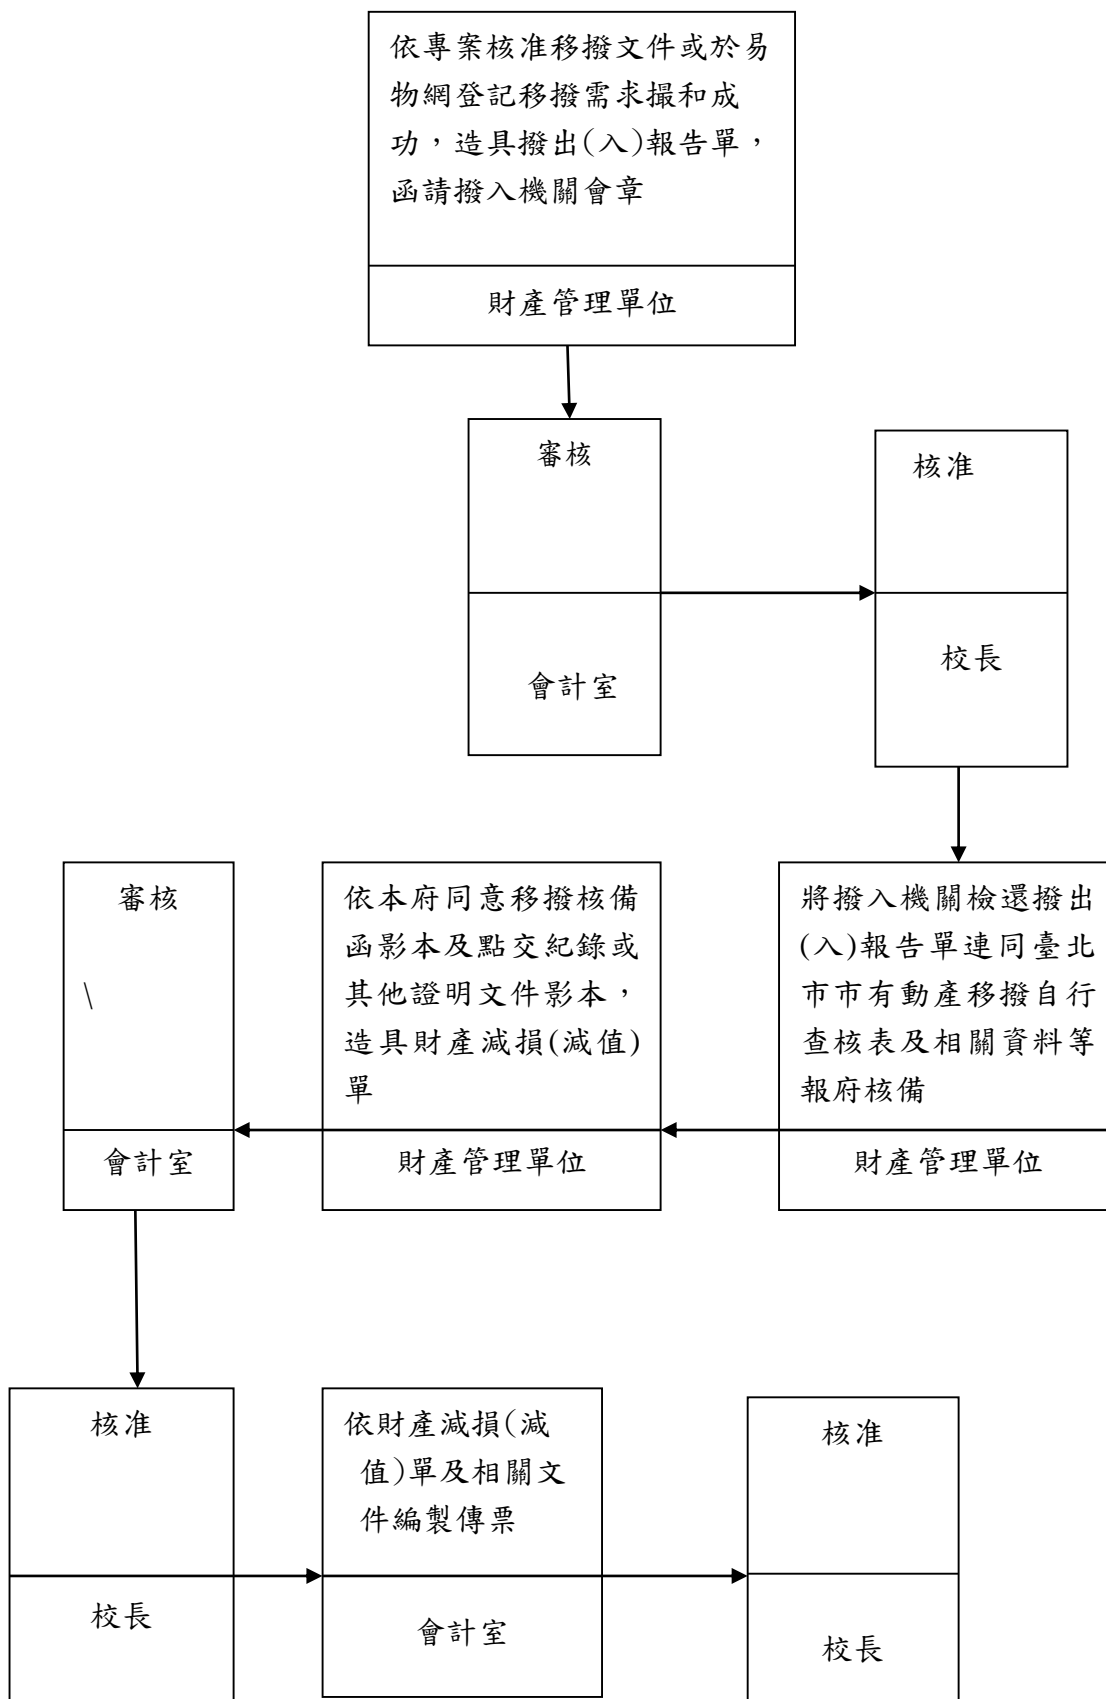 依專案核准移撥文件或於易
物網登記移撥需求撮和成
功，造具撥出(入)報告單，
函請撥入機關會章
財產管理單位
審核
會計室
核准
校長
將撥入機關檢還撥出
(入)報告單連同臺北
市市有動產移撥自行
查核表及相關資料等
報府核備
財產管理單位
依本府同意移撥核備
函影本及點交紀錄或
其他證明文件影本，
造具財產減損(減值)
單
財產管理單位
審核
\
會計室
核准
校長
依財產減損(減
值)單及相關文
件編製傳票
會計室
核准
校長